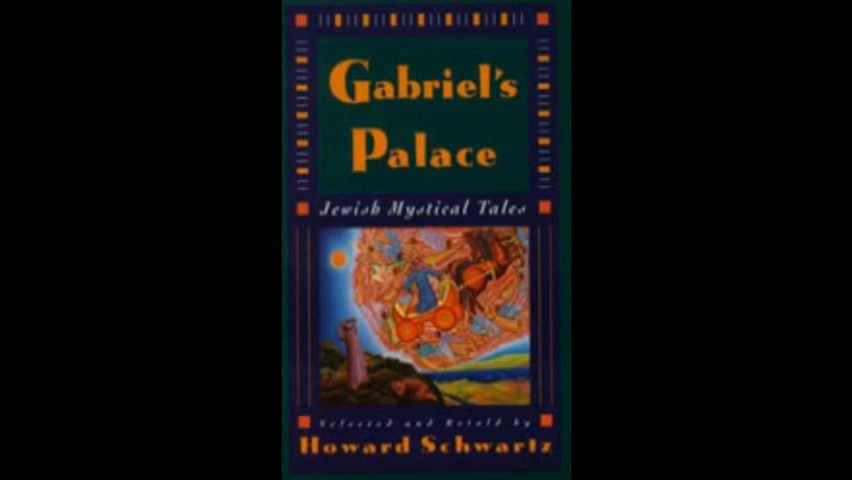 Gabriel's
Palace
Jewish Mystical Tales
Selected and Retold by
Howard Schwartz